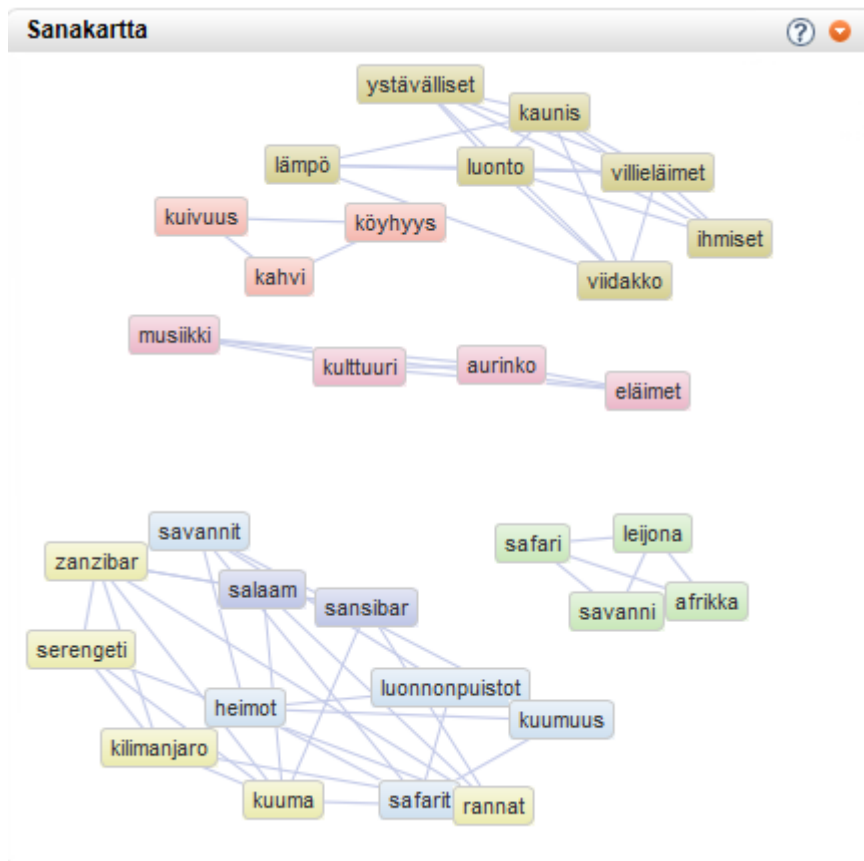 Sanakartta ?
ystävälliset
kaunis
lämpö luonto villieläimet
kuivuus köyhyys
ihmiset
kahvi viidakko
musiikki
kulttuuri aurinko
eläimet
savannit
safari leijona
zanzibar
salaam sansibar
savanni afrikka
serengeti
luonnonpuistot
heimot kuumuus
kilimanjaro
kuuma safarit rannat